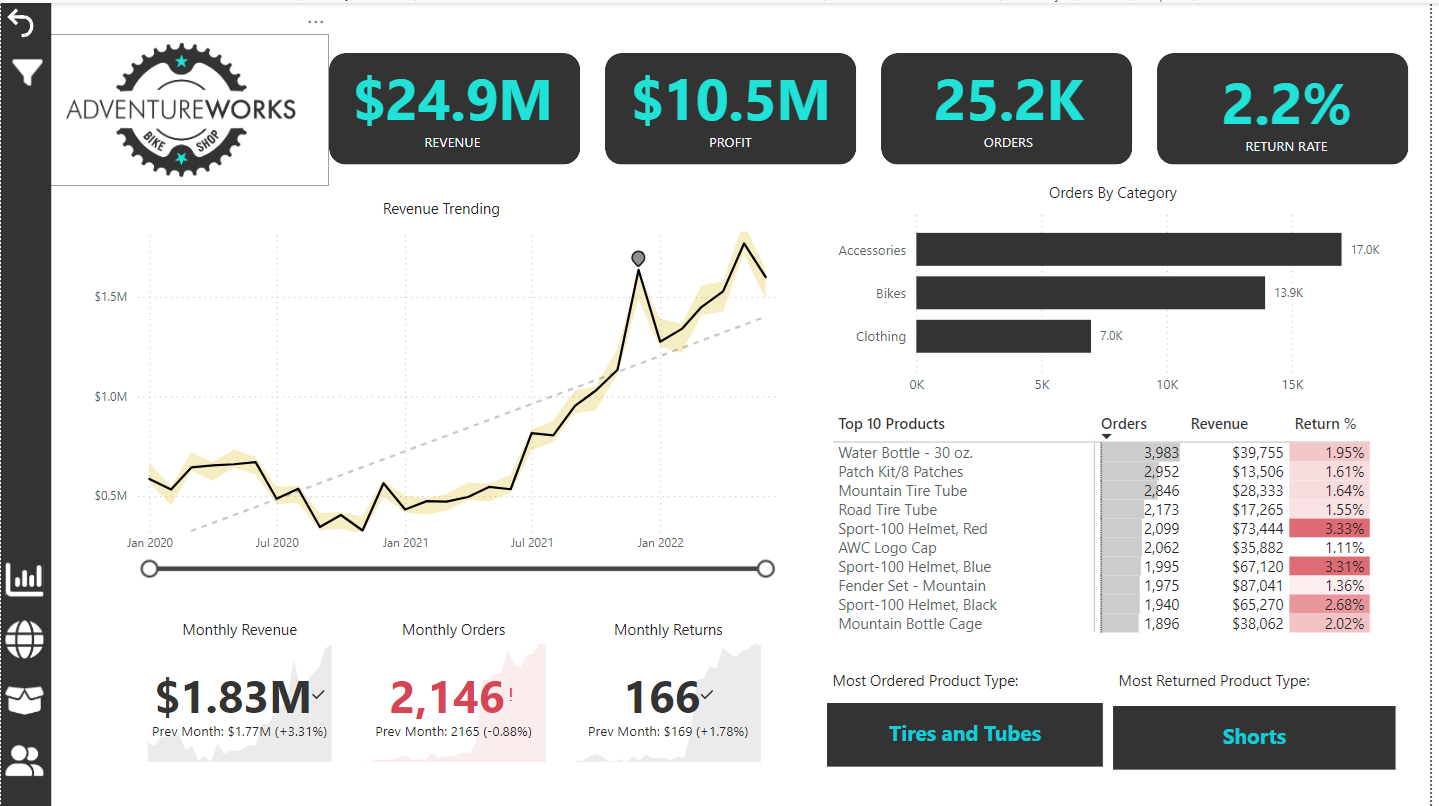 ADVENTUREWORKS
BIKE SHOP
$24.9M
REVENUE
$10.5M
PROFIT
25.2K
ORDERS
2.2%
RETURN RATE
Revenue Trending
$1.5M
$1.0M
$0.5M
Jan 2020 Jul 2020 Jan 2021 Jul 2021 Jan 2022
Orders By Category
Accessories 17.0K
Bikes 13.9K
Clothing 7.0K
0K 5K 10K 15K
Top 10 Products Orders Revenue Return %
Water Bottle - 30 oz. 3,983 $39,755 1.95%
Patch Kit/8 Patches 2,952 $13,506 1.61%
Mountain Tire Tube 2,846 $28,333 1.64%
Road Tire Tube 2,173 $17,265 1.55%
Sport-100 Helmet, Red 2,099 $73,444 3.33%
AWC Logo Cap 2,062 $35,882 1.11%
Sport-100 Helmet, Blue 1,995 $67,120 3.31%
Fender Set - Mountain 1,975 $87,041 1.36%
Sport-100 Helmet, Black 1,940 $65,270 2.68%
Mountain Bottle Cage 1,896 $38,062 2.02%
Monthly Revenue
$1.83M
Prev Month: $1.77M (+3.31%)
Monthly Orders
2,146!
Prev Month: 2165 (-0.88%)
Monthly Returns
166
Prev Month: $169 (+1.78%)
Most Ordered Product Type:
Tires and Tubes
Most Returned Product Type:
Shorts